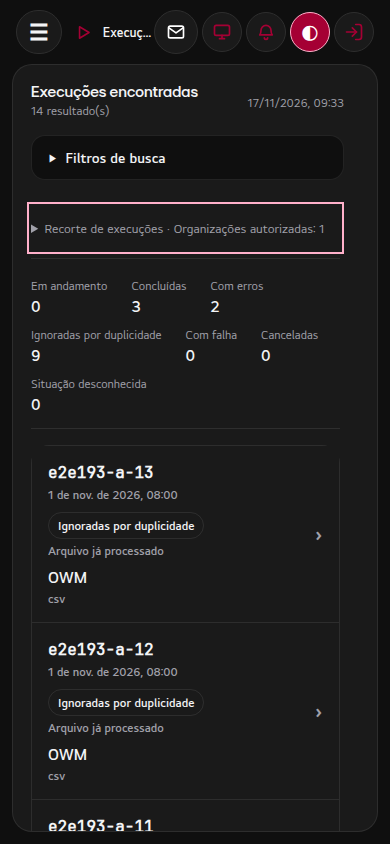 Execuç...
Execuções encontradas
14 resultado(s)
17/11/2026, 09:33
Filtros de busca
Recorte de execuções · Organizações autorizadas: 1
Em andamento
0
Concluídas
3
Com erros
2
Ignoradas por duplicidade
9
Com falha
0
Canceladas
0
Situação desconhecida
0
e2e193-a-13
1 de nov. de 2026, 08:00
Ignoradas por duplicidade
Arquivo já processado
OWM
csv
e2e193-a-12
1 de nov. de 2026, 08:00
Ignoradas por duplicidade
Arquivo já processado
OWM
csv
e2e193-a-11